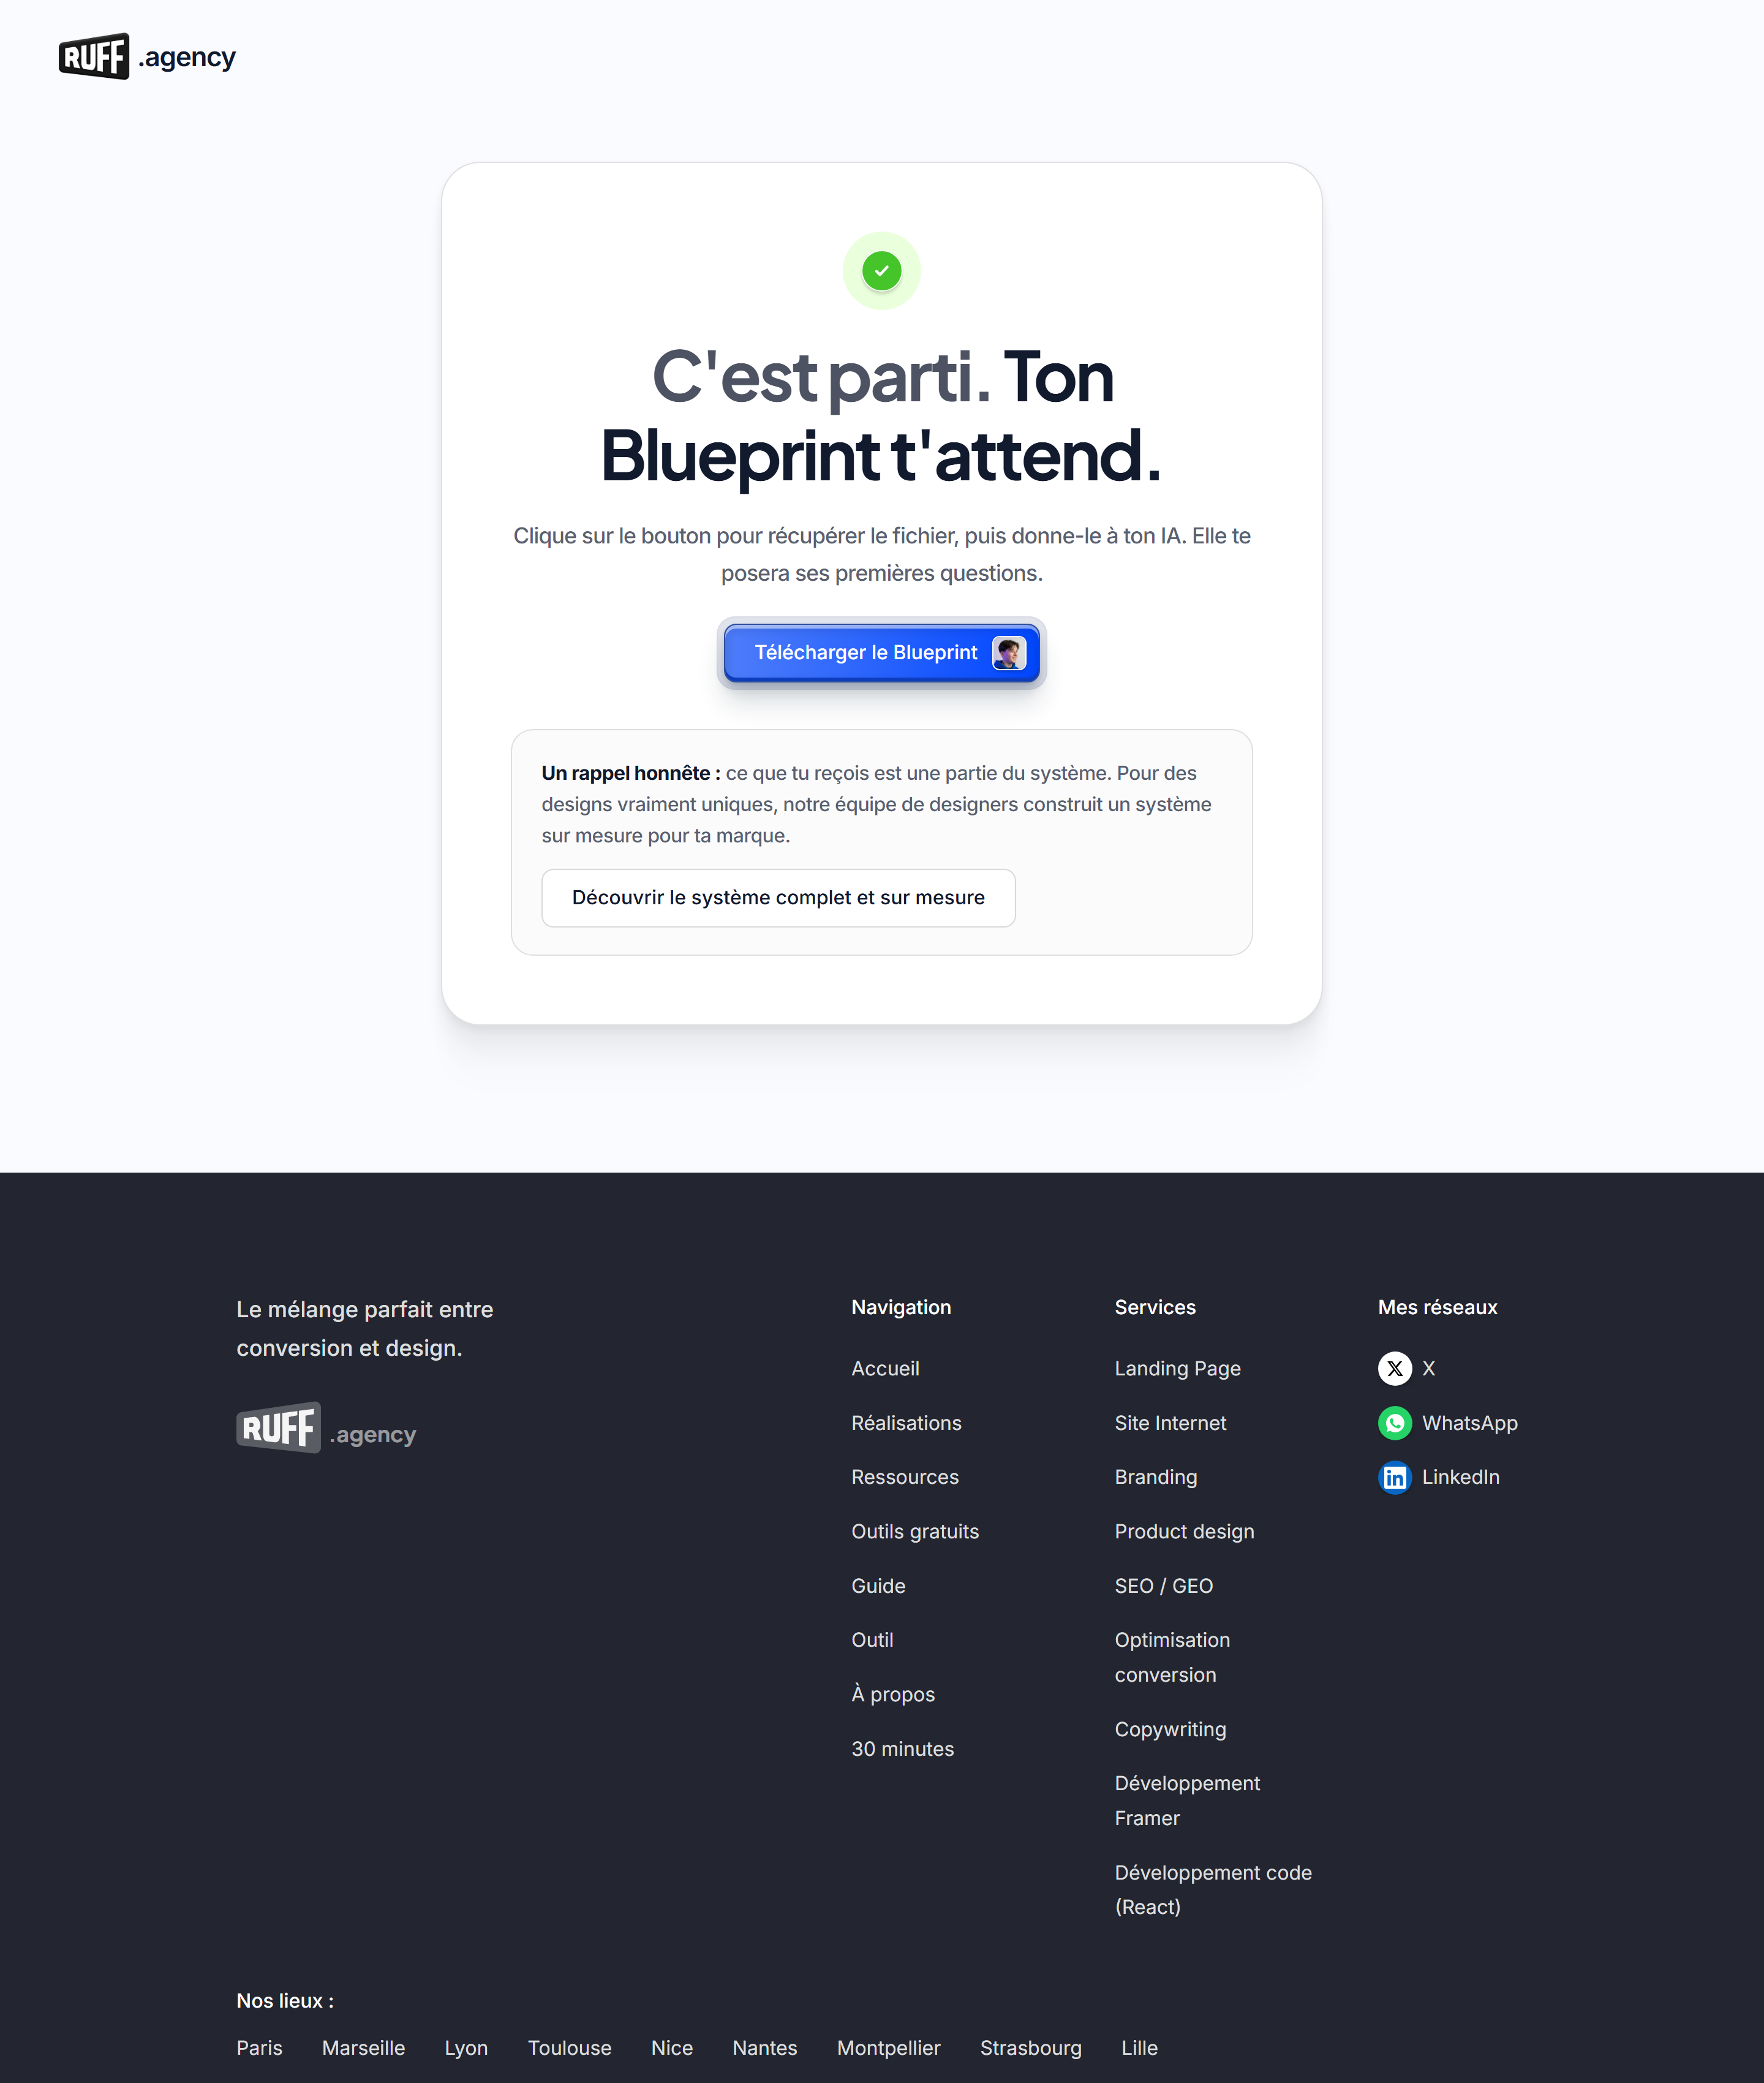 RUFF .agency
C'est parti. Ton
Blueprint t'attend.
Clique sur le bouton pour récupérer le fichier, puis donne-le à ton IA. Elle te
posera ses premières questions.
Télécharger le Blueprint
Un rappel honnête : ce que tu reçois est une partie du système. Pour des
designs vraiment uniques, notre équipe de designers construit un système
sur mesure pour ta marque.
Découvrir le système complet et sur mesure
Le mélange parfait entre
conversion et design.
RUFF .agency
Navigation
Accueil
Réalisations
Ressources
Outils gratuits
Guide
Outil
À propos
30 minutes
Services
Landing Page
Site Internet
Branding
Product design
SEO / GEO
Optimisation
conversion
Copywriting
Développement
Framer
Développement code
(React)
Mes réseaux
X
WhatsApp
LinkedIn
Nos lieux :
Paris Marseille Lyon Toulouse Nice Nantes Montpellier Strasbourg Lille